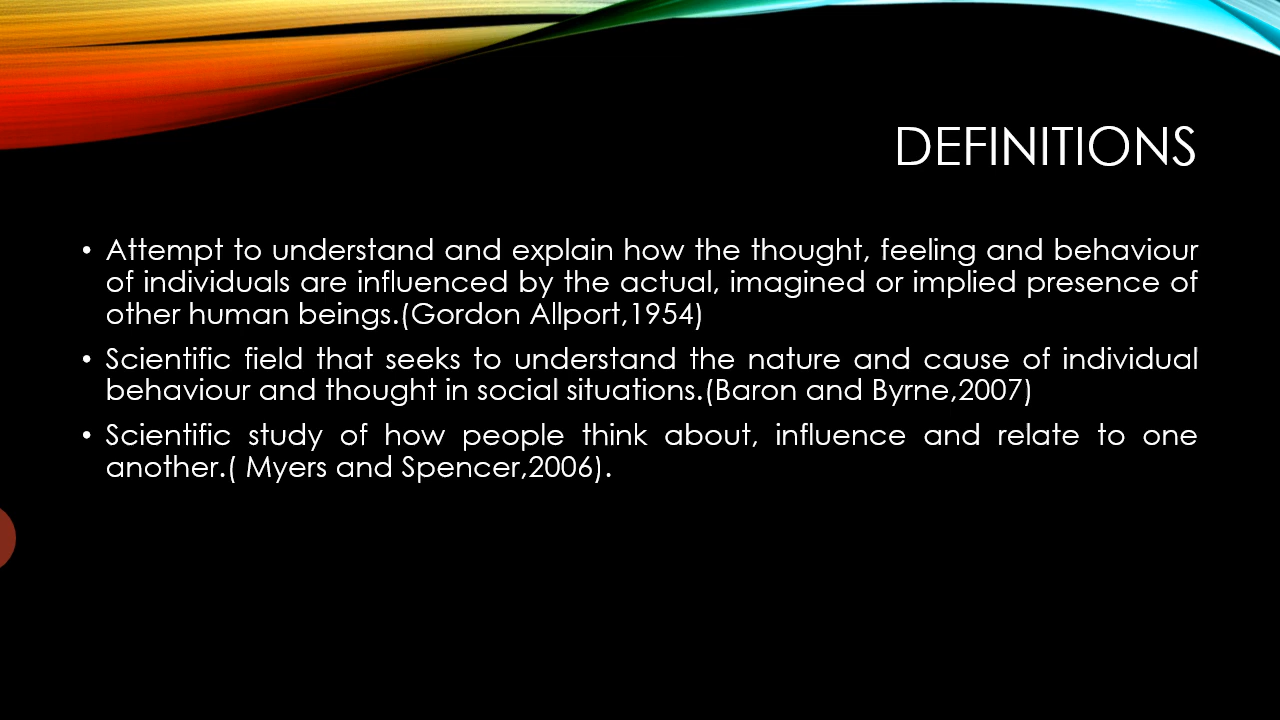 DEFINITIONS
• Attempt to understand and explain how the thought, feeling and behaviour
of individuals are influenced by the actual, imagined or implied presence of
other human beings.(Gordon Allport,1954)
• Scientific field that seeks to understand the nature and cause of individual
behaviour and thought in social situations.(Baron and Byrne,2007)
• Scientific study of how people think about, influence and relate to one
another.( Myers and Spencer,2006).